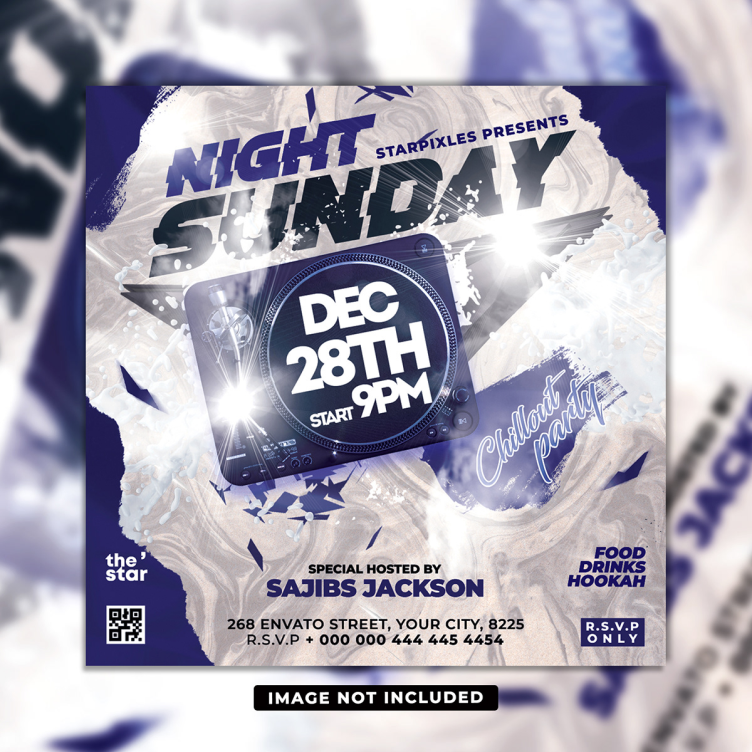 NIGHT
STARPIXLES PRESENTS
SUNDAY
DEC
28TH
START 9PM
Chillout
party
the'
star
SPECIAL HOSTED BY
SAJIBS JACKSON
FOOD
DRINKS
HOOKAH
268 ENVATO STREET, YOUR CITY, 8225
R.S.V.P + 000 000 444 445 4454
R.S.V.P
ONLY
IMAGE NOT INCLUDED